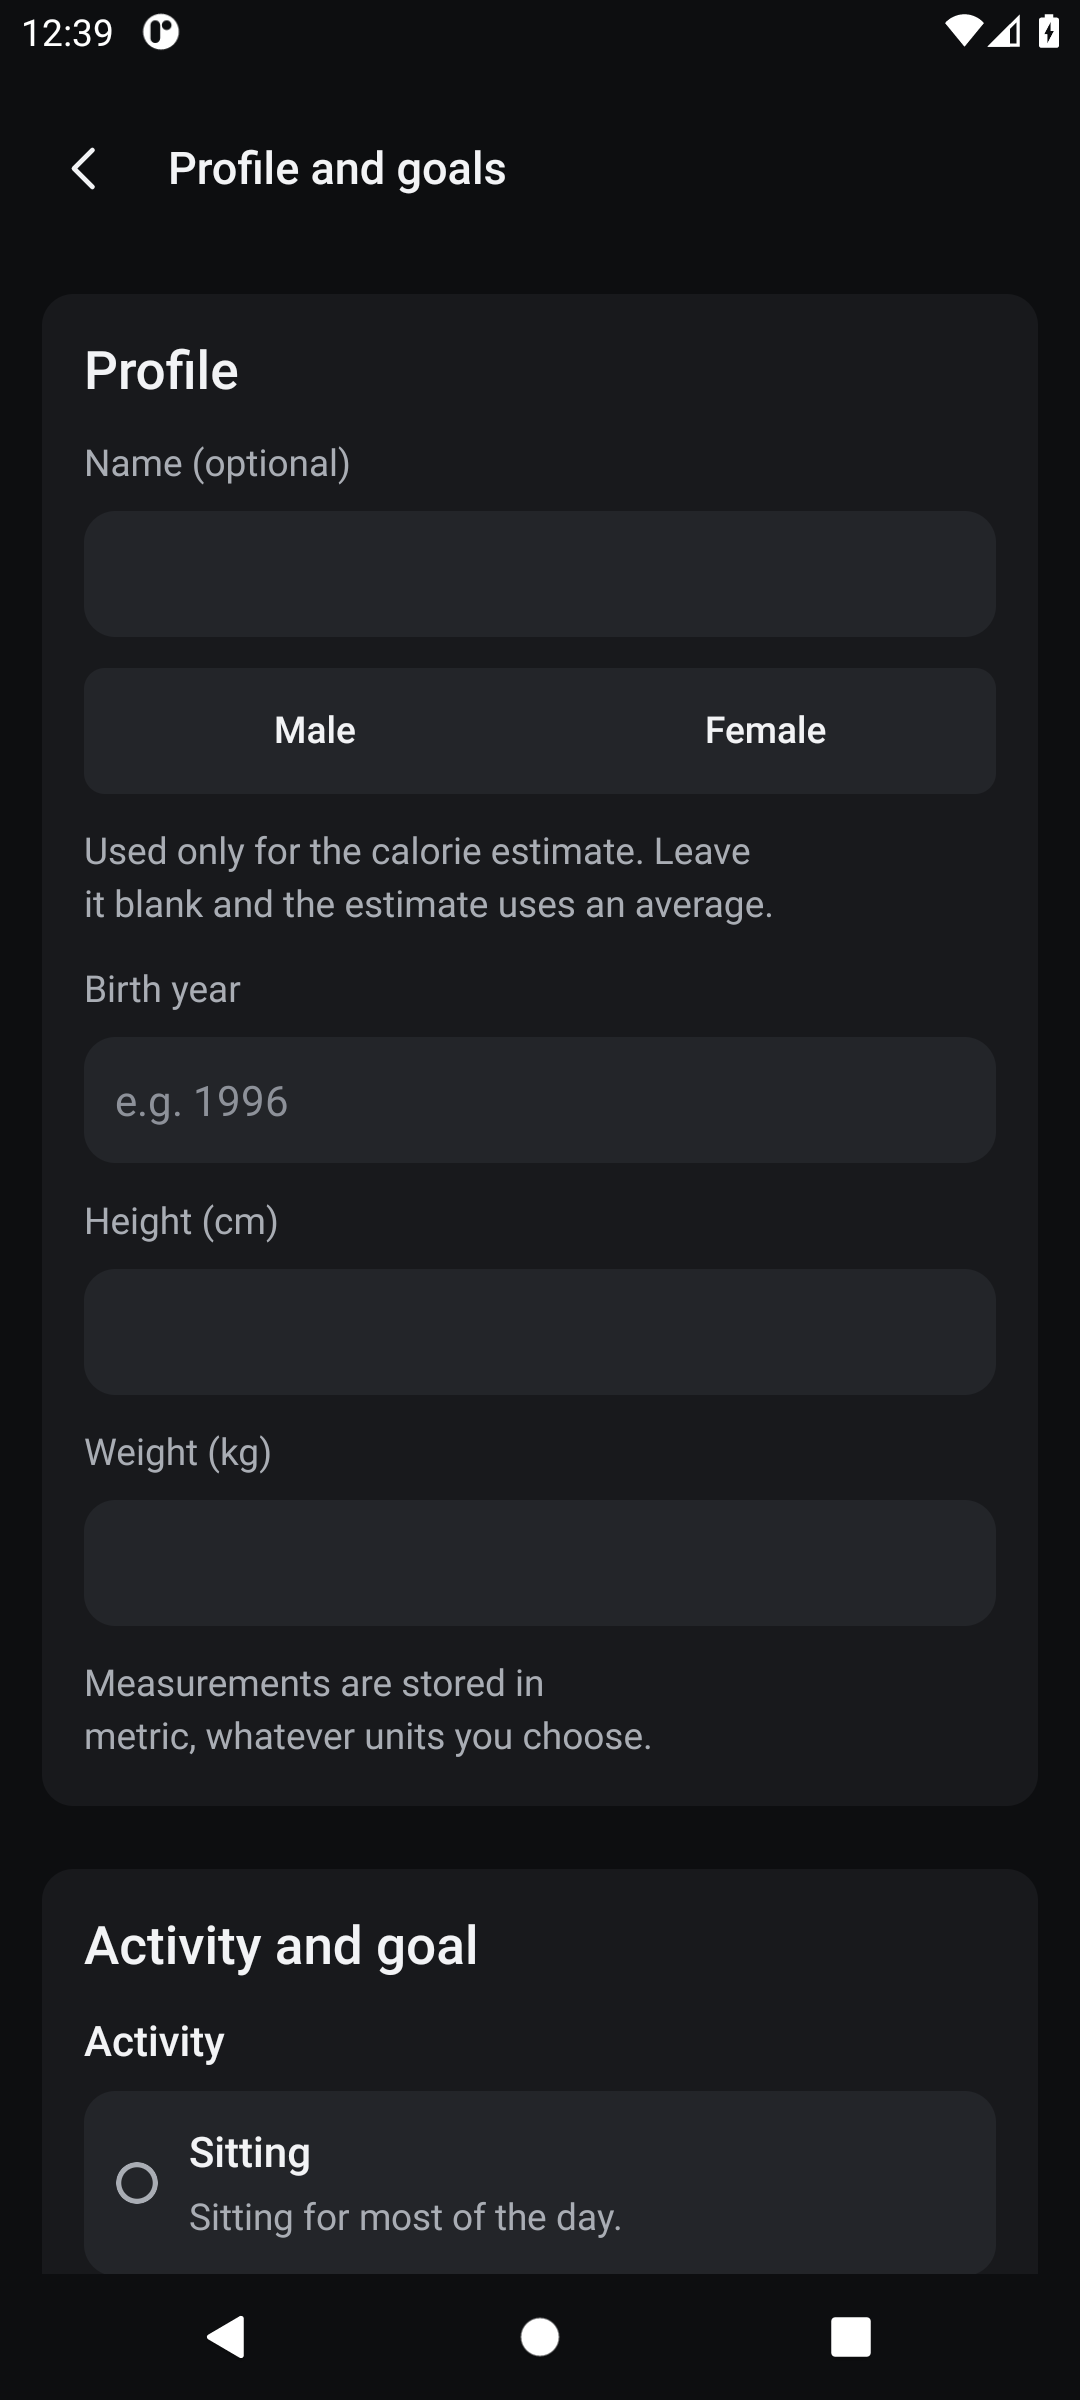 12:39
Profile and goals
Profile
Name (optional)
Male Female
Used only for the calorie estimate. Leave
it blank and the estimate uses an average.
Birth year
e.g. 1996
Height (cm)
Weight (kg)
Measurements are stored in
metric, whatever units you choose.
Activity and goal
Activity
Sitting
Sitting for most of the day.